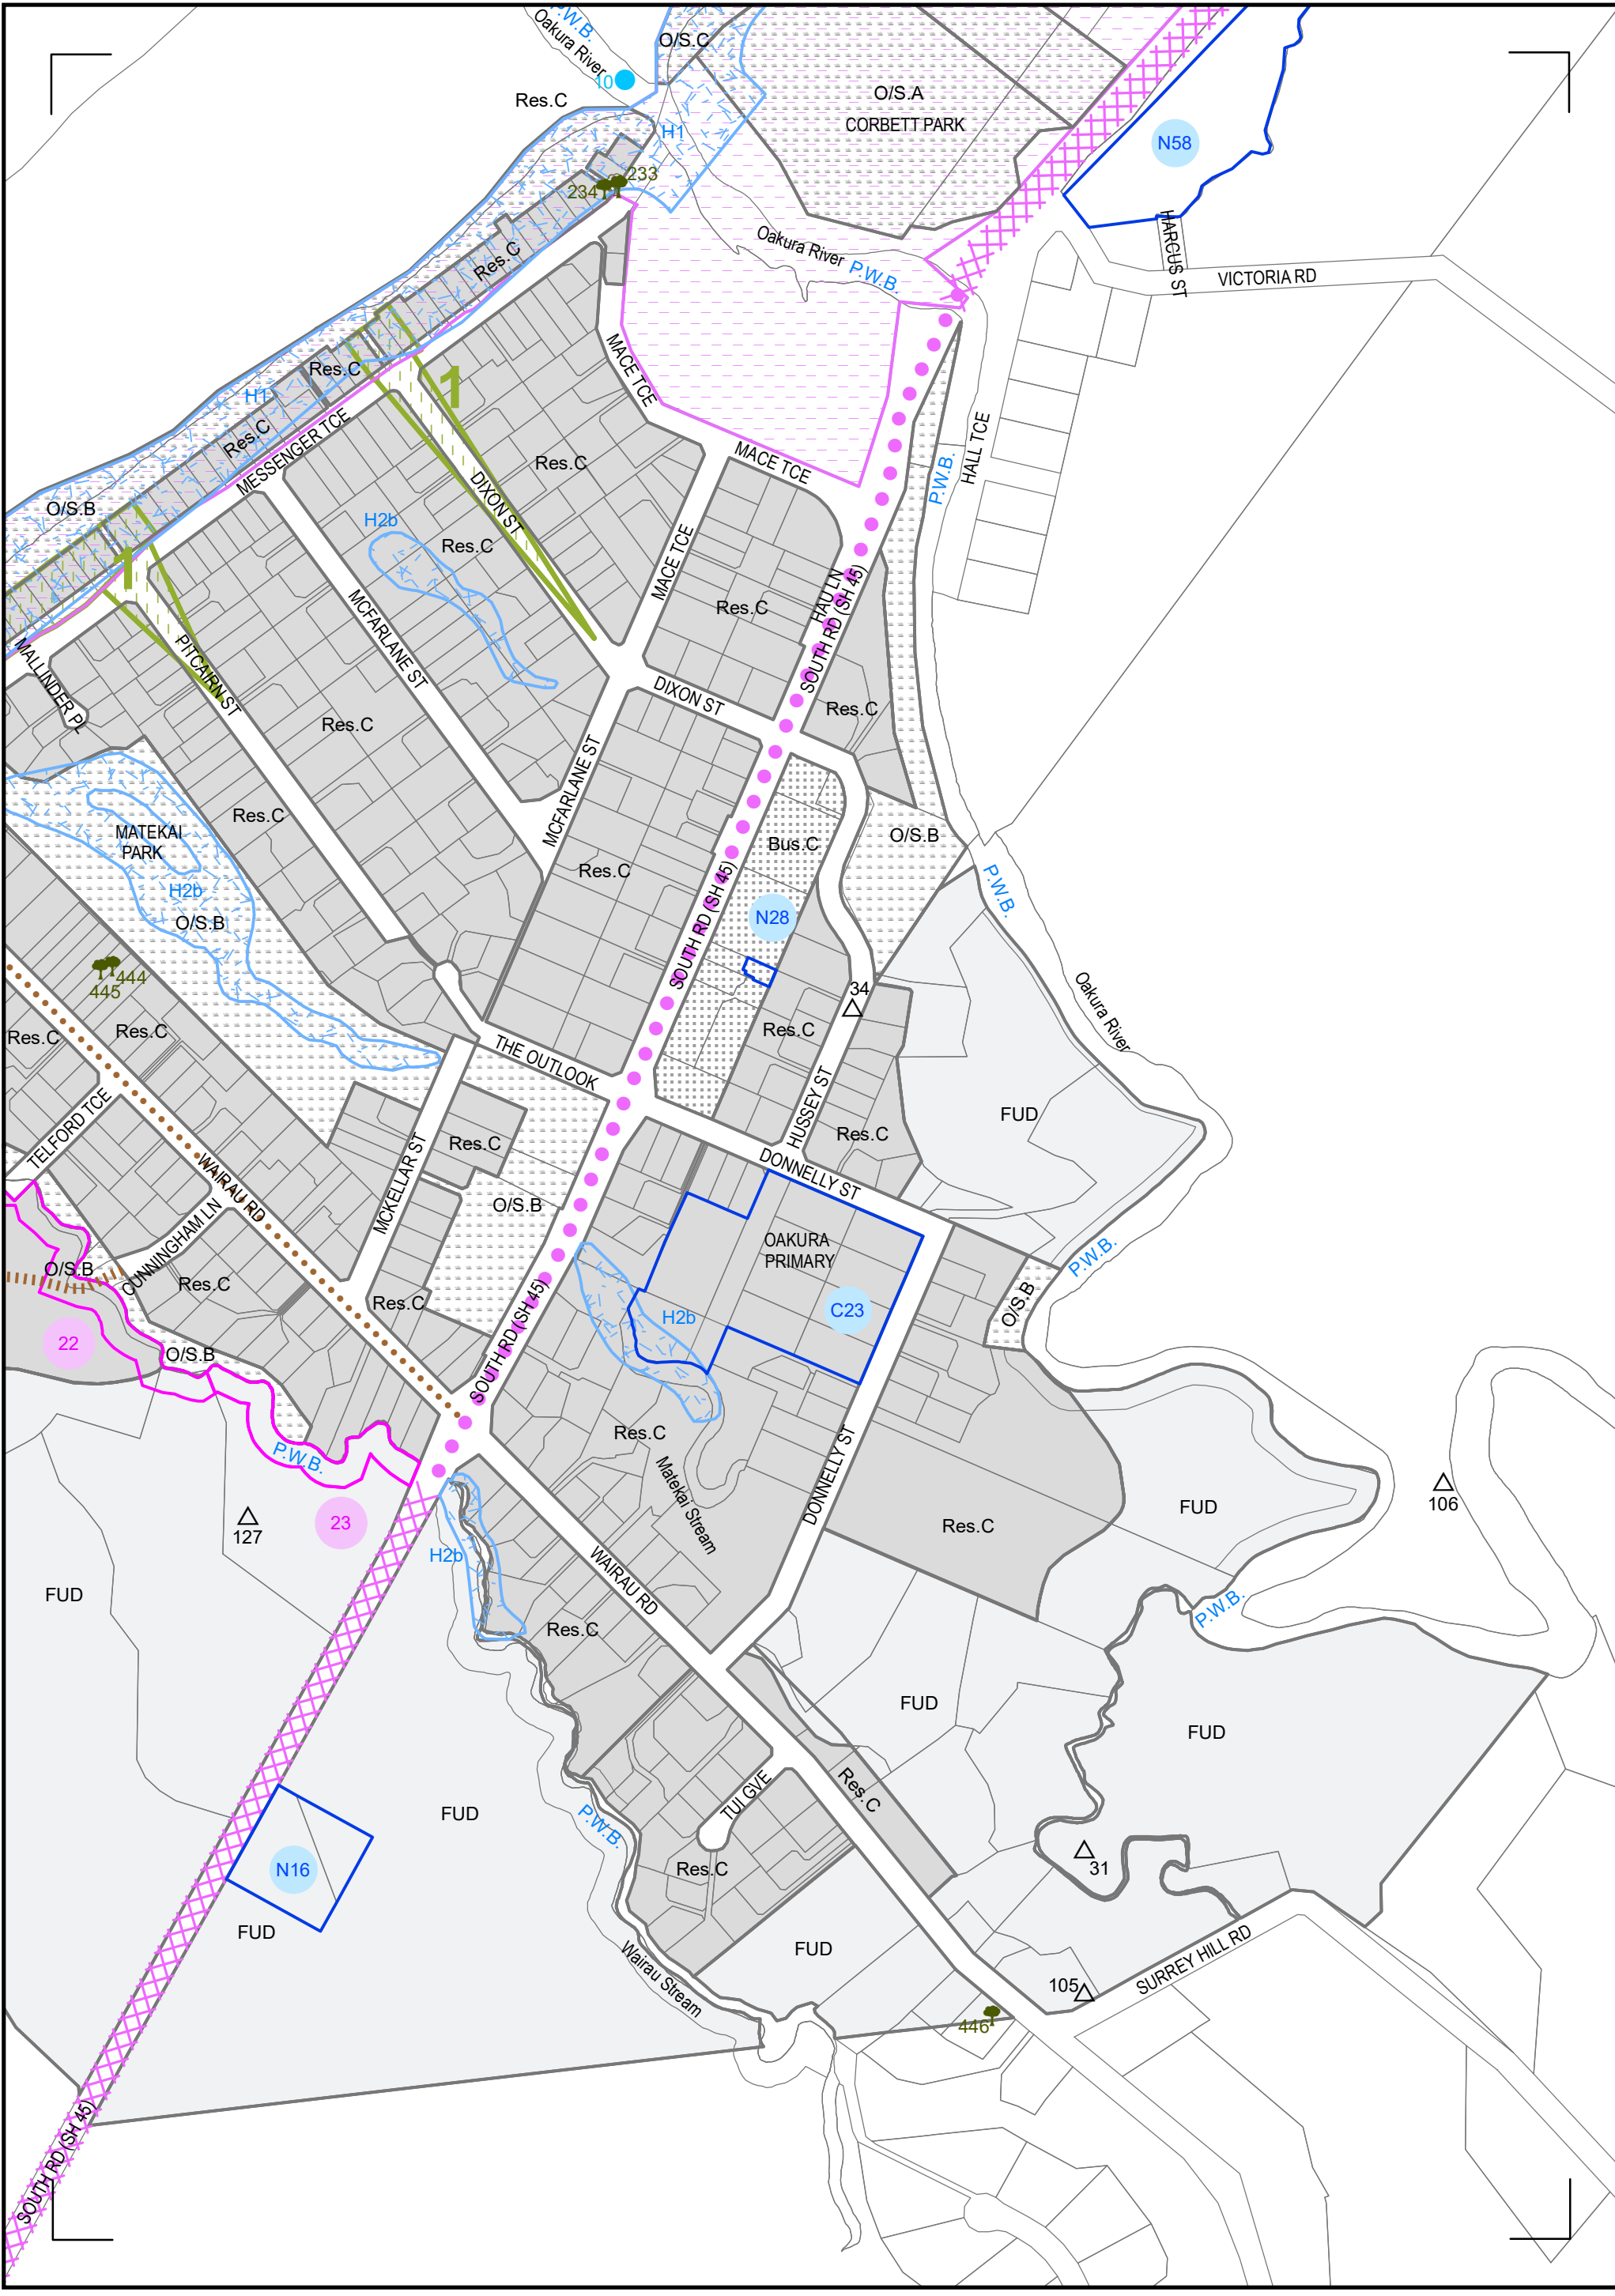 P.W.B.
Oakura River
10
O/S.C
Res.C
H1
O/S.A
CORBETT PARK
N58
234
233
HARCUS ST
VICTORIA RD
Oakura River
P.W.B.
Res.C
MACE TCE
Res.C
1
H1
Res.C
MESSENGER TCE
HALL TCE
P.W.B.
MACE TCE
Res.C
DIXON ST
O/S.B
H2b
Res.C
1
MACE TCE
HAU LN
SOUTH RD (SH 45)
Res.C
MCFARLANE ST
MALLINDER PL
PITCAIRN ST
DIXON ST
Res.C
Res.C
MCFARLANE ST
Res.C
MATEKAI
PARK
H2b
O/S.B
Res.C
Bus.C
O/S.B
P.W.B.
SOUTH RD (SH 45)
N28
444
445
34
Oakura River
Res.C
Res.C
Res.C
THE OUTLOOK
HUSSEY ST
FUD
TELFORD TCE
Res.C
Res.C
MCKELLAR ST
WAIRAU RD
DONNELLY ST
O/S.B
CUNNINGHAM LN
OAKURA
PRIMARY
P.W.B.
O/S.B
Res.C
Res.C
C23
H2b
O/S.B
SOUTH RD (SH 45)
22
O/S.B
Res.C
P.W.B.
Matekai Stream
DONNELLY ST
106
FUD
Res.C
127
23
H2b
FUD
WAIRAU RD
P.W.B.
Res.C
FUD
FUD
TUI GVE
Res.C
FUD
P.W.B.
N16
Res.C
31
FUD
FUD
Wairau Stream
SURREY HILL RD
105
446
SOUTH RD (SH 45)